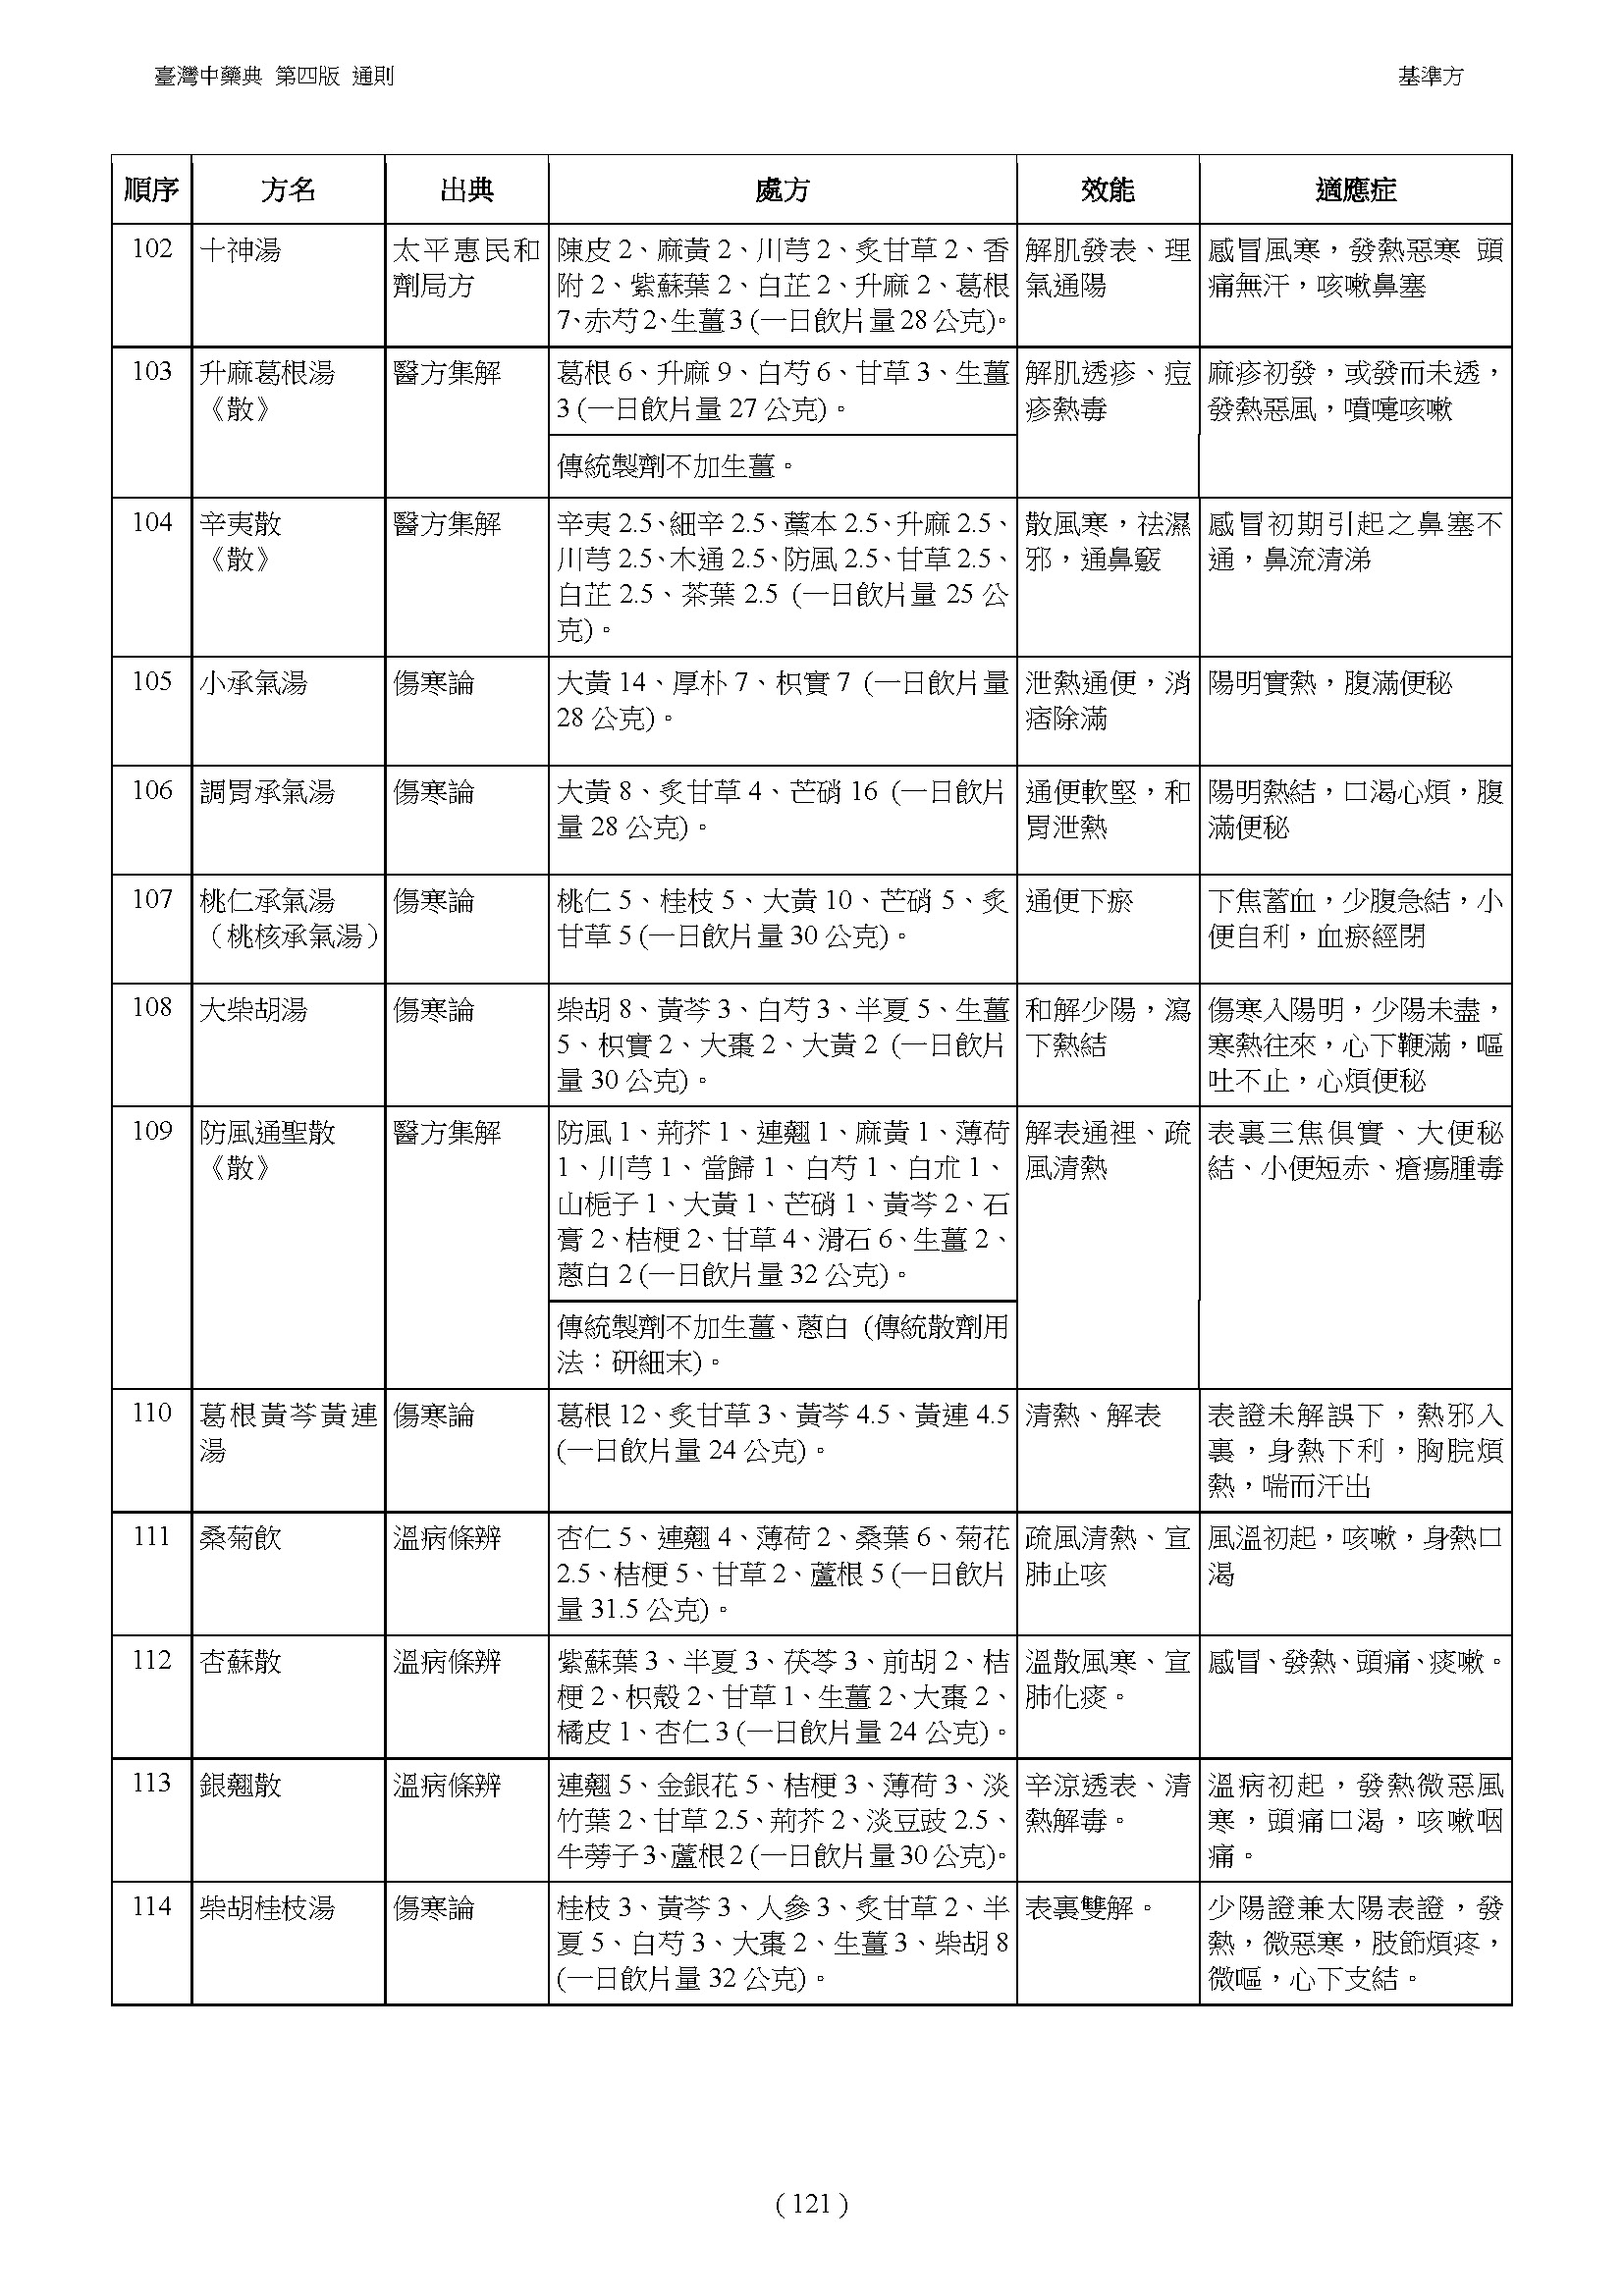 臺灣中藥典 第四版 通則
基準方
順序
方名
出典
處方
效能
適應症
102
十神湯
太平惠民和
劑局方
陳皮 2、麻黃 2、川芎 2、炙甘草 2、香
附 2、紫蘇葉 2、白芷 2、升麻 2、葛根
7、赤芍 2、生薑 3 (一日飲片量 28 公克)。
解肌發表、理
氣通陽
感冒風寒，發熱惡寒 頭
痛無汗，咳嗽鼻塞
103
升麻葛根湯
《散》
醫方集解
葛根 6、升麻 9、白芍 6、甘草 3、生薑
3 (一日飲片量 27 公克)。
傳統製劑不加生薑。
解肌透疹、痘
疹熱毒
麻疹初發，或發而未透，
發熱惡風，噴嚏咳嗽
104
辛夷散
《散》
醫方集解
辛夷 2.5、細辛 2.5、藁本 2.5、升麻 2.5、
川芎 2.5、木通 2.5、防風 2.5、甘草 2.5、
白芷 2.5、茶葉 2.5 (一日飲片量 25 公
克)。
散風寒，祛濕
邪，通鼻竅
感冒初期引起之鼻塞不
通，鼻流清涕
105
小承氣湯
傷寒論
大黃 14、厚朴 7、枳實 7 (一日飲片量
28 公克)。
泄熱通便，消
痞除滿
陽明實熱，腹滿便秘
106
調胃承氣湯
傷寒論
大黃 8、炙甘草 4、芒硝 16 (一日飲片
量 28 公克)。
通便軟堅，和
胃泄熱
陽明熱結，口渴心煩，腹
滿便秘
107
桃仁承氣湯
（桃核承氣湯）
傷寒論
桃仁 5、桂枝 5、大黃 10、芒硝 5、炙
甘草 5 (一日飲片量 30 公克)。
通便下瘀
下焦蓄血，少腹急結，小
便自利，血瘀經閉
108
大柴胡湯
傷寒論
柴胡 8、黃芩 3、白芍 3、半夏 5、生薑
5、枳實 2、大棗 2、大黃 2 (一日飲片
量 30 公克)。
和解少陽，瀉
下熱結
傷寒入陽明，少陽未盡，
寒熱往來，心下鞕滿，嘔
吐不止，心煩便秘
109
防風通聖散
《散》
醫方集解
防風 1、荊芥 1、連翹 1、麻黃 1、薄荷
1、川芎 1、當歸 1、白芍 1、白朮 1、
山梔子 1、大黃 1、芒硝 1、黃芩 2、石
膏 2、桔梗 2、甘草 4、滑石 6、生薑 2、
蔥白 2 (一日飲片量 32 公克)。
傳統製劑不加生薑、蔥白 (傳統散劑用
法：研細末)。
解表通裡、疏
風清熱
表裏三焦俱實、大便秘
結、小便短赤、瘡瘍腫毒
110
葛根黃芩黃連
湯
傷寒論
葛根 12、炙甘草 3、黃芩 4.5、黃連 4.5
(一日飲片量 24 公克)。
清熱、解表
表證未解誤下，熱邪入
裏，身熱下利，胸脘煩
熱，喘而汗出
111
桑菊飲
溫病條辨
杏仁 5、連翹 4、薄荷 2、桑葉 6、菊花
2.5、桔梗 5、甘草 2、蘆根 5 (一日飲片
量 31.5 公克)。
疏風清熱、宣
肺止咳
風溫初起，咳嗽，身熱口
渴
112
杏蘇散
溫病條辨
紫蘇葉 3、半夏 3、茯苓 3、前胡 2、桔
梗 2、枳殼 2、甘草 1、生薑 2、大棗 2、
橘皮 1、杏仁 3 (一日飲片量 24 公克)。
溫散風寒、宣
肺化痰。
感冒、發熱、頭痛、痰嗽。
113
銀翹散
溫病條辨
連翹 5、金銀花 5、桔梗 3、薄荷 3、淡
竹葉 2、甘草 2.5、荊芥 2、淡豆豉 2.5、
牛蒡子 3、蘆根 2 (一日飲片量 30 公克)。
辛涼透表、清
熱解毒。
溫病初起，發熱微惡風
寒，頭痛口渴，咳嗽咽
痛。
114
柴胡桂枝湯
傷寒論
桂枝 3、黃芩 3、人參 3、炙甘草 2、半
夏 5、白芍 3、大棗 2、生薑 3、柴胡 8
(一日飲片量 32 公克)。
表裏雙解。
少陽證兼太陽表證，發
熱，微惡寒，肢節煩疼，
微嘔，心下支結。
( 121 )